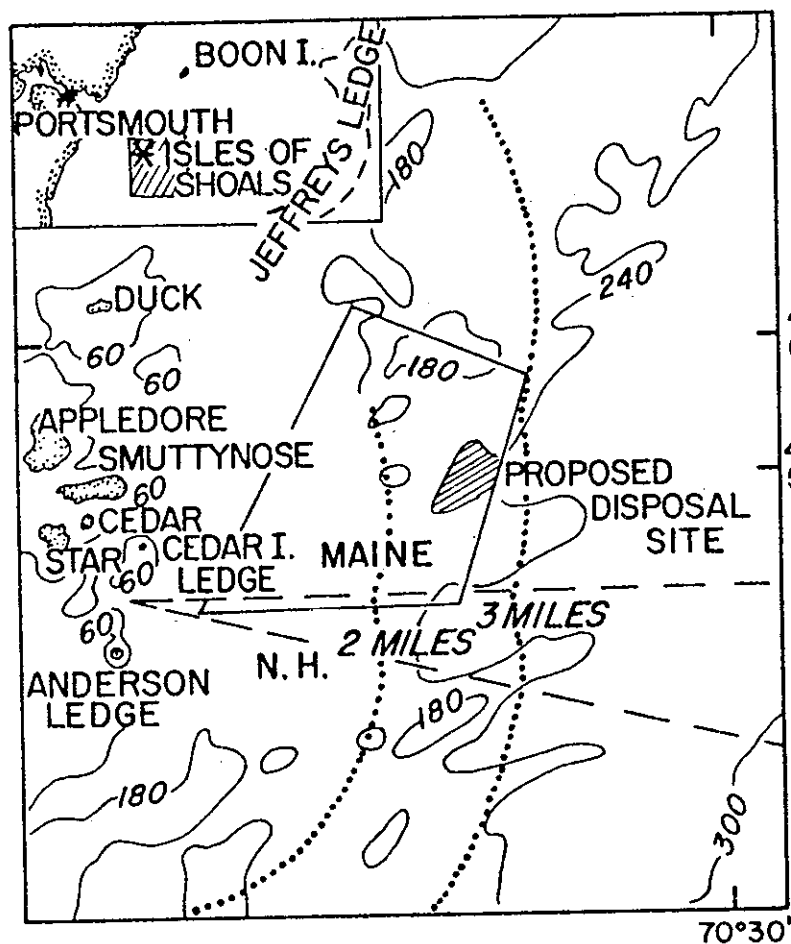 BOON I.
PORTSMOUTH
ISLES OF
SHOALS
JEFFREYS LEDGE
180
240
DUCK
60
60
180
APPLEDORE
SMUTTYNOSE
60
CEDAR
STAR
60
CEDAR I.
LEDGE
MAINE
PROPOSED
DISPOSAL
SITE
60
2 MILES
3 MILES
N.H.
ANDERSON
LEDGE
180
180
300
70°30'